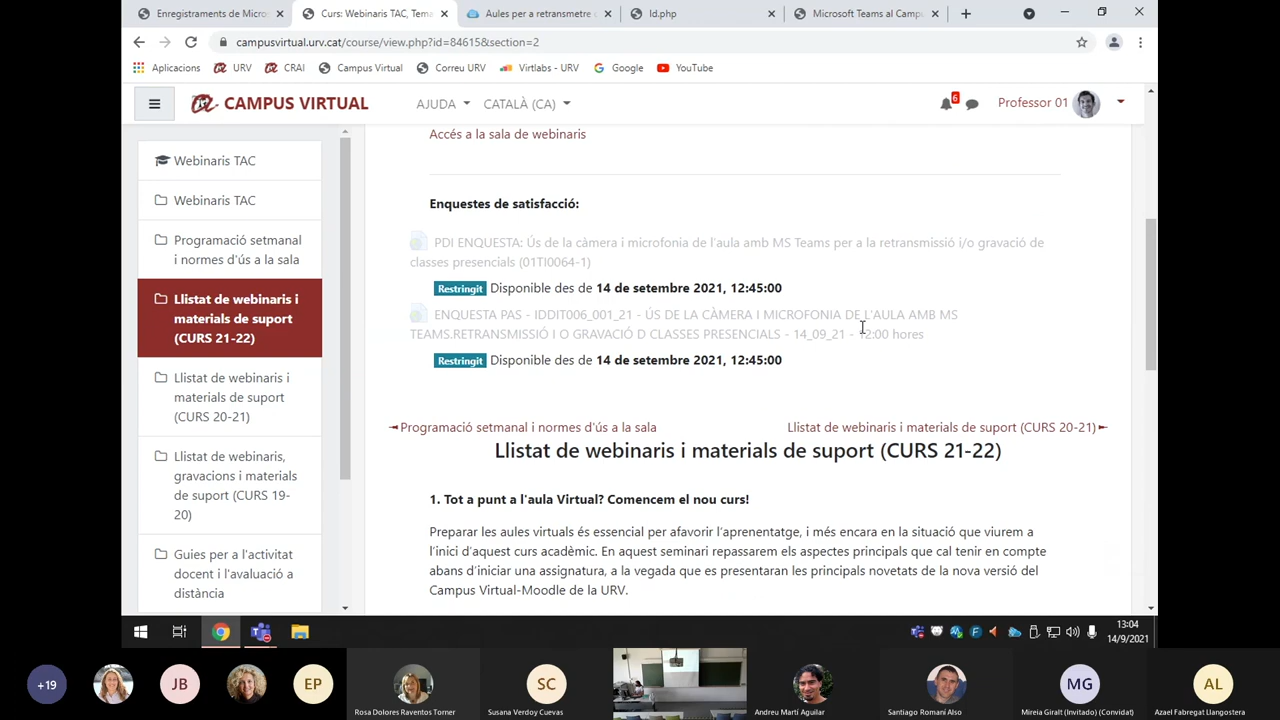 Enregistraments de Micro
Curs: Webinaris TAC, Tema
Aules per a retransmetre
Id.php
Microsoft Teams al Camp
campusvirtual.urv.cat/course/view.php?id=84615&section=2
Aplicacions
URV
CRAI
Campus Virtual
Correu URV
Virtlabs - URV
Google
YouTube
CAMPUS VIRTUAL
AJUDA
CATALÀ (CA)
6
Professor 01
Webinaris TAC
Webinaris TAC
Programació setmanal
i normes d'ús a la sala
Llistat de webinaris i
materials de suport
(CURS 21-22)
Llistat de webinaris i
materials de suport
(CURS 20-21)
Llistat de webinaris,
gravacions i materials
de suport (CURS 19-
20)
Guies per a l'activitat
docent i l'avaluació a
distància
Accés a la sala de webinaris
Enquestes de satisfacció:
PDI ENQUESTA: Ús de la càmera i microfonia de l'aula amb MS Teams per a la retransmissió i/o gravació de
classes presencials (01TI0064-1)
Restringit Disponible des de 14 de setembre 2021, 12:45:00
ENQUESTA PAS - IDDIT006_001_21 - ÚS DE LA CÀMERA I MICROFONIA DE L'AULA AMB MS
TEAMS.RETRANSMISSIÓ I O GRAVACIÓ D CLASSES PRESENCIALS - 14_09_21 - 12:00 hores
Restringit Disponible des de 14 de setembre 2021, 12:45:00
Programació setmanal i normes d'ús a la sala
Llistat de webinaris i materials de suport (CURS 20-21)
Llistat de webinaris i materials de suport (CURS 21-22)
1. Tot a punt a l'aula Virtual? Comencem el nou curs!
Preparar les aules virtuals és essencial per afavorir l'aprenentatge, i més encara en la situació que viurem a
l'inici d'aquest curs acadèmic. En aquest seminari repassarem els aspectes principals que cal tenir en compte
abans d'iniciar una assignatura, a la vegada que es presentaran les principals novetats de la nova versió del
Campus Virtual-Moodle de la URV.
13:04
14/9/2021
+19
JB
EP
SC
MG
AL
Rosa Dolores Raventos Torner
Susana Verdoy Cuevas
Andreu Martí Aguilar
Santiago Romaní Also
Mireia Giralt (Invitado) (Convidat)
Azael Fabregat Llangostera